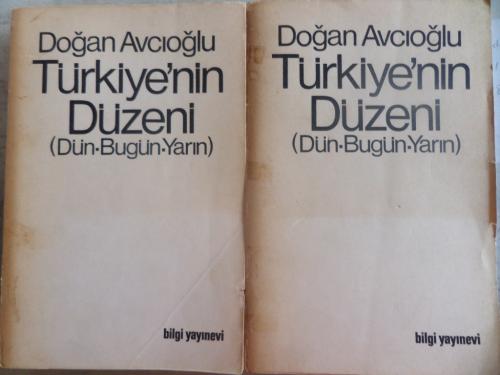 Doğan Avcıoğlu
Türkiye'nin
Düzeni
(Dün•Bugün•Yarın)
bilgi yayınevi
Doğan Avcıoğlu
Türkiye'nin
Düzeni
(Dün•Bugün•Yarın)
bilgi yayınevi